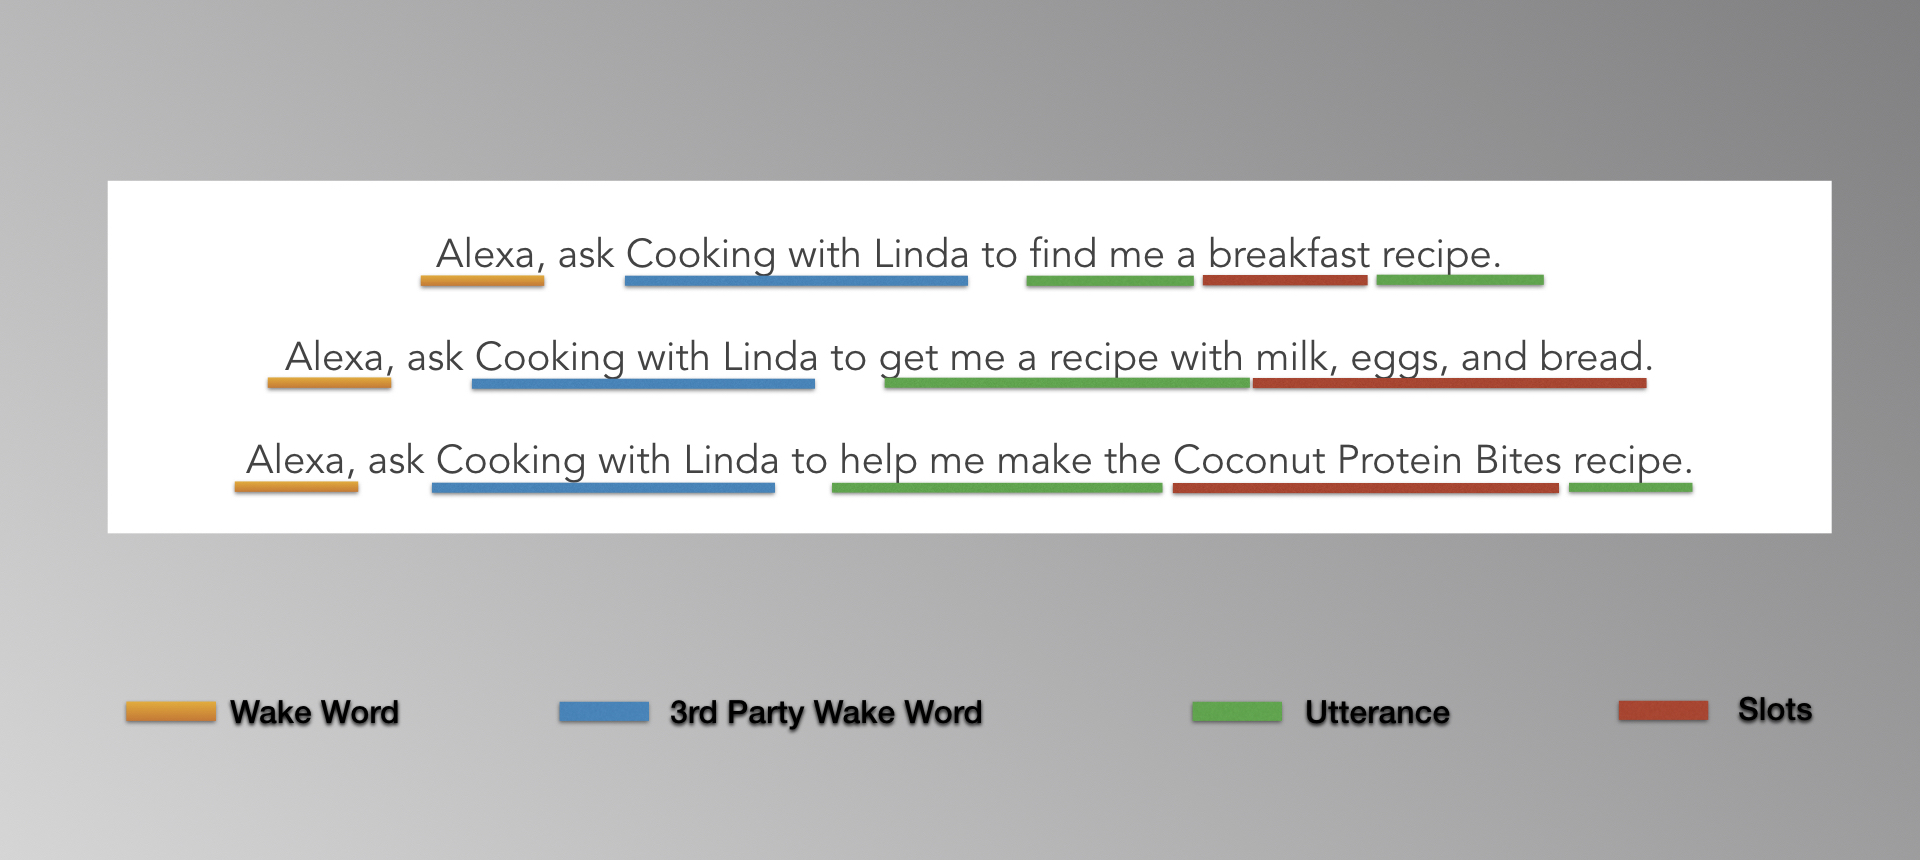 Alexa, ask Cooking with Linda to find me a breakfast recipe.
Alexa, ask Cooking with Linda to get me a recipe with milk, eggs, and bread.
Alexa, ask Cooking with Linda to help me make the Coconut Protein Bites recipe.
Wake Word
3rd Party Wake Word
Utterance
Slots